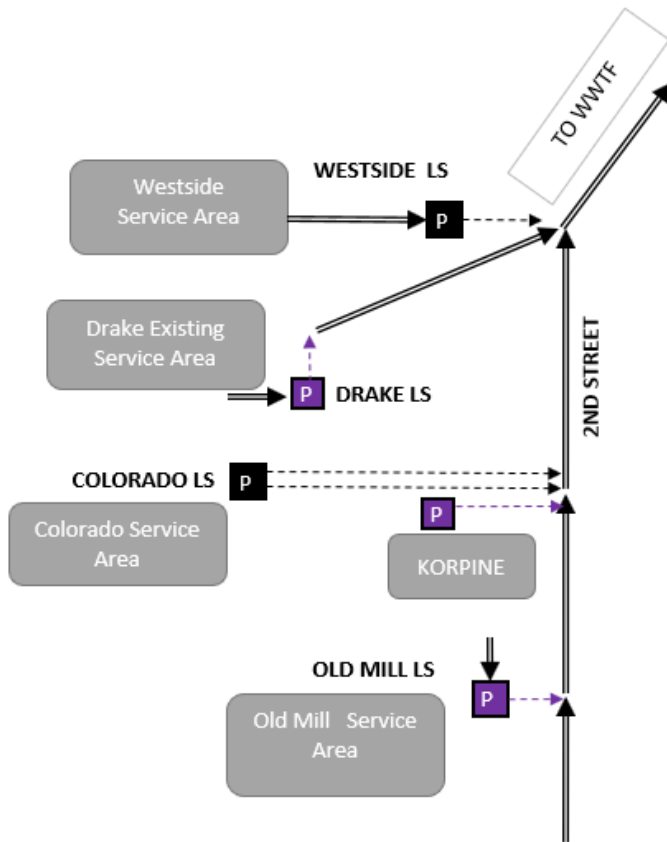 TO WWTF
WESTSIDE LS
Westside
Service Area
P
Drake Existing
Service Area
2ND STREET
P
DRAKE LS
COLORADO LS
P
Colorado Service
Area
P
KORPINE
OLD MILL LS
P
Old Mill Service
Area